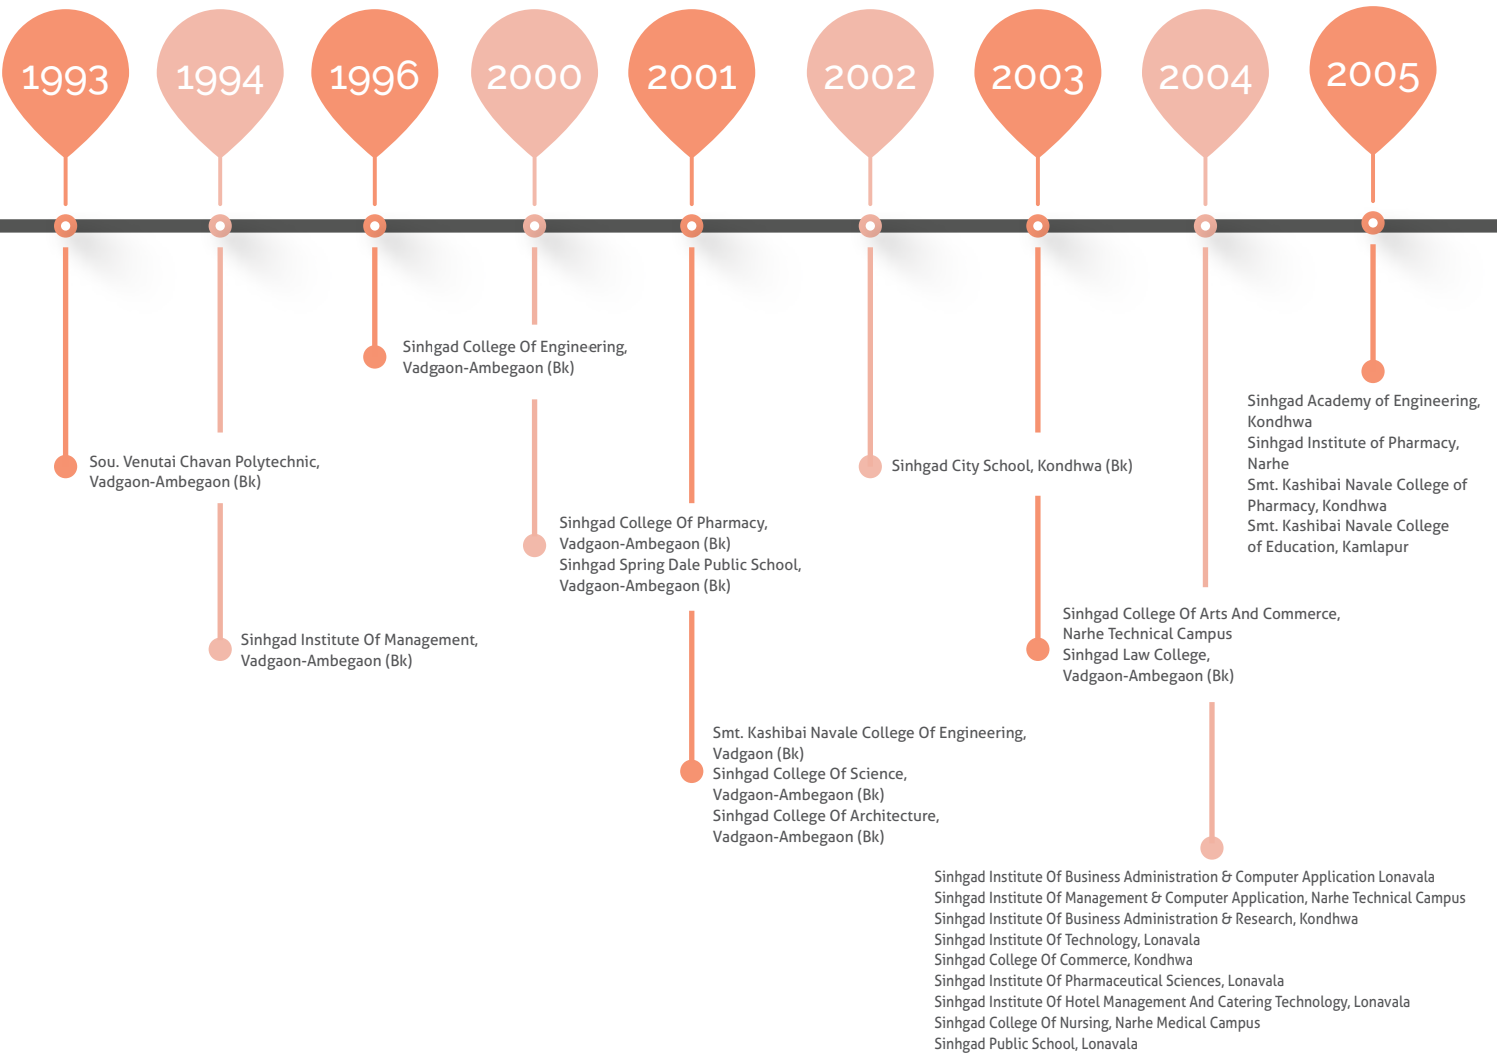 1993
1994
1996
2000
2001
2002
2003
2004
2005
Sou. Venutai Chavan Polytechnic,
Vadgaon-Ambegaon (Bk)
Sinhgad Institute Of Management,
Vadgaon-Ambegaon (Bk)
Sinhgad College Of Engineering,
Vadgaon-Ambegaon (Bk)
Sinhgad College Of Pharmacy,
Vadgaon-Ambegaon (Bk)
Sinhgad Spring Dale Public School,
Vadgaon-Ambegaon (Bk)
Smt. Kashibai Navale College Of Engineering,
Vadgaon (Bk)
Sinhgad College Of Science,
Vadgaon-Ambegaon (Bk)
Sinhgad College Of Architecture,
Vadgaon-Ambegaon (Bk)
Sinhgad City School, Kondhwa (Bk)
Sinhgad College Of Arts And Commerce,
Narhe Technical Campus
Sinhgad Law College,
Vadgaon-Ambegaon (Bk)
Sinhgad Institute Of Business Administration & Computer Application Lonavala
Sinhgad Institute Of Management & Computer Application, Narhe Technical Campus
Sinhgad Institute Of Business Administration & Research, Kondhwa
Sinhgad Institute Of Technology, Lonavala
Sinhgad College Of Commerce, Kondhwa
Sinhgad Institute Of Pharmaceutical Sciences, Lonavala
Sinhgad Institute Of Hotel Management And Catering Technology, Lonavala
Sinhgad College Of Nursing, Narhe Medical Campus
Sinhgad Public School, Lonavala
Sinhgad Academy of Engineering,
Kondhwa
Sinhgad Institute of Pharmacy,
Narhe
Smt. Kashibai Navale College of
Pharmacy, Kondhwa
Smt. Kashibai Navale College
of Education, Kamlapur